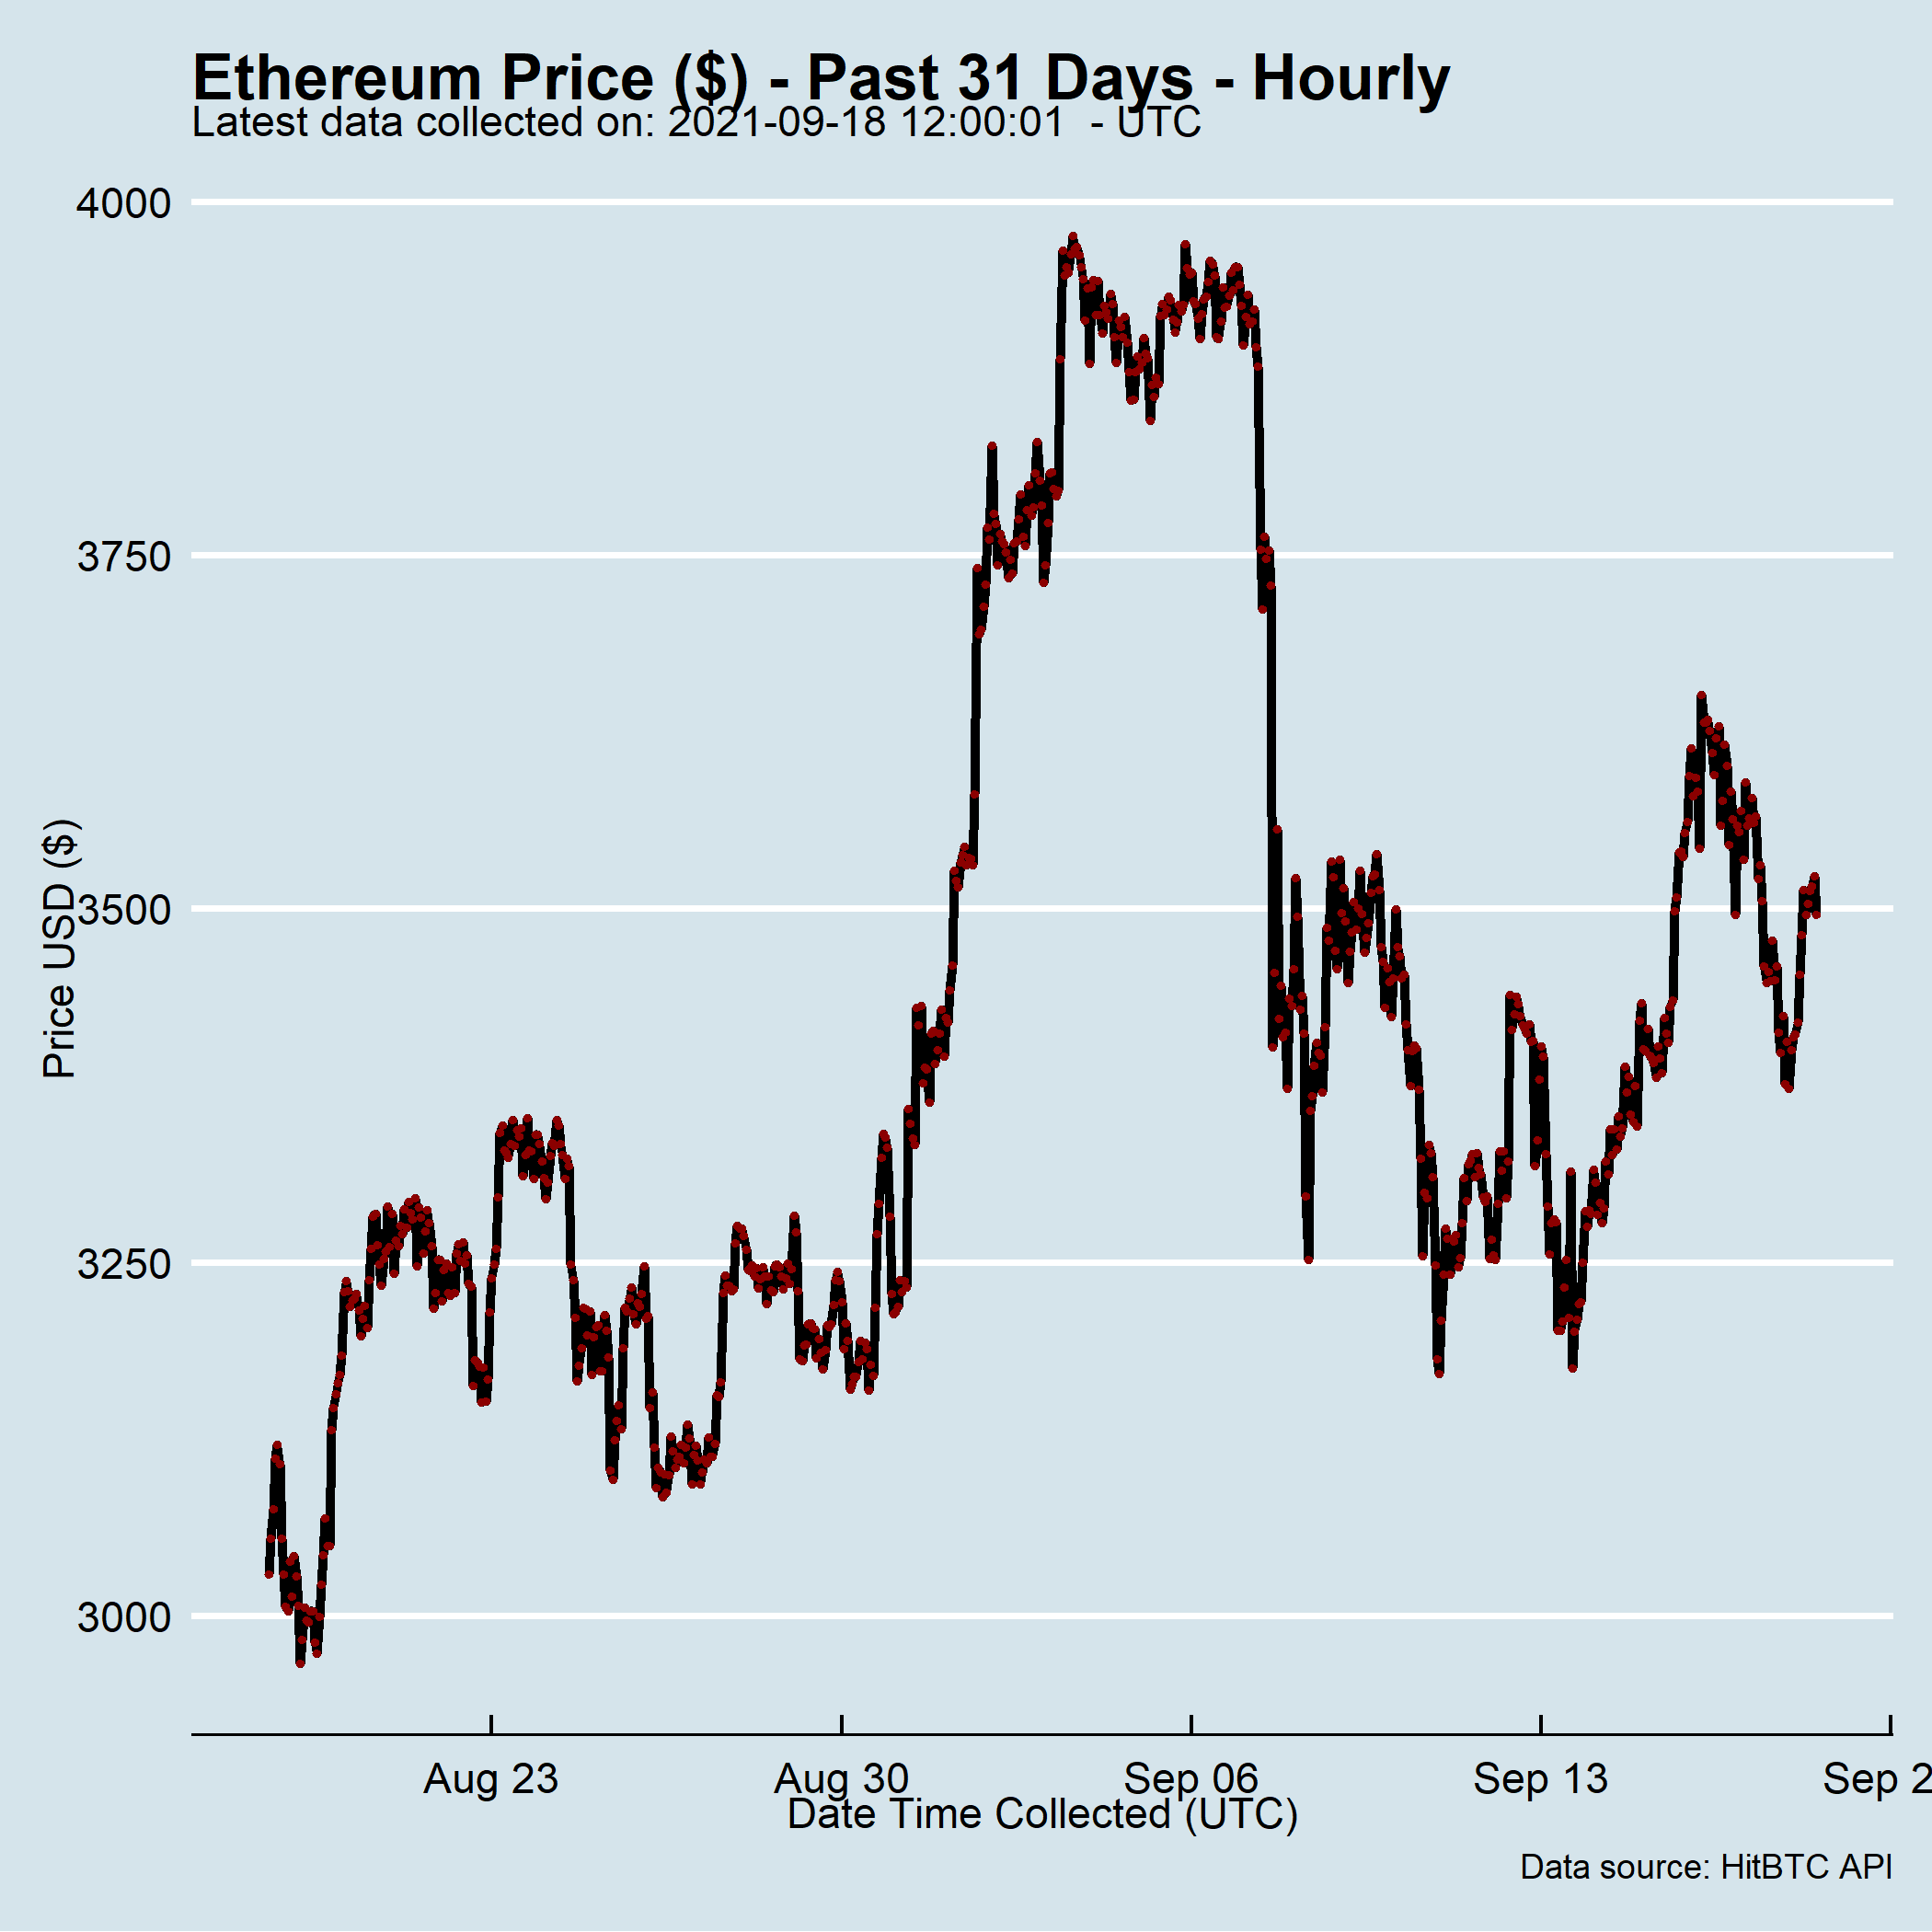 Ethereum Price ($) - Past 31 Days - Hourly
Latest data collected on: 2021-09-18 12:00:01  - UTC
4000
3750
3500
3250
3000
Price USD ($)
Aug 23
Aug 30
Sep 06
Sep 13
Sep 2
Date Time Collected (UTC)
Data source: HitBTC API